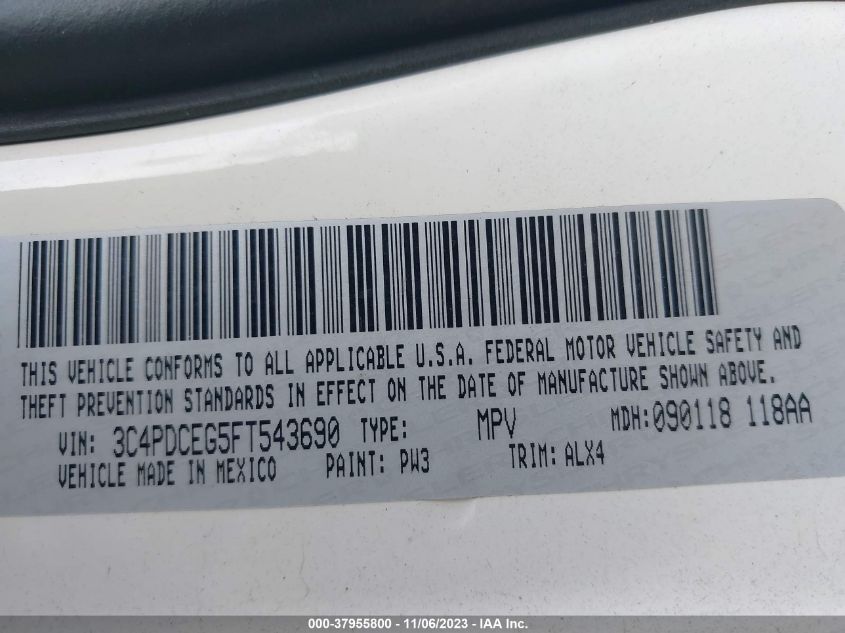 THIS VEHICLE CONFORMS TO ALL APPLICABLE U.S.A. FEDERAL MOTOR VEHICLE SAFETY AND
THEFT PREVENTION STANDARDS IN EFFECT ON THE DATE OF MANUFACTURE SHOWN ABOVE.
VIN: 3C4PDCEG5FT543690 TYPE: MPV MDH:090118 118AA
VEHICLE MADE IN MEXICO PAINT: PW3 TRIM: ALX4
000-37955800 - 11/06/2023 - IAA Inc.